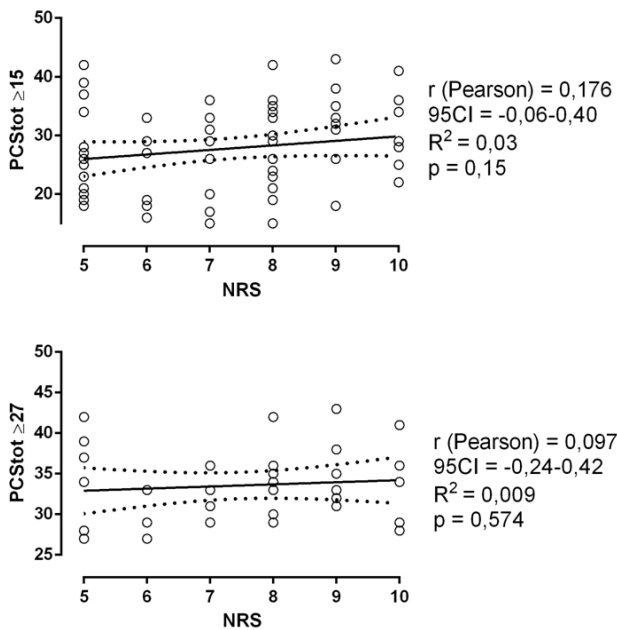 50
40
30
20
PCStot ≥15
5 6 7 8 9 10
NRS
r (Pearson) = 0,176
95CI = -0,06-0,40
R² = 0,03
p = 0,15
50
45
40
35
30
25
PCStot ≥27
5 6 7 8 9 10
NRS
r (Pearson) = 0,097
95CI = -0,24-0,42
R² = 0,009
p = 0,574